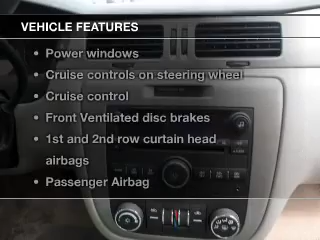 VEHICLE FEATURES
• Power windows
• Cruise controls on steering wheel
• Cruise control
• Front Ventilated disc brakes
• 1st and 2nd row curtain head
airbags
• Passenger Airbag